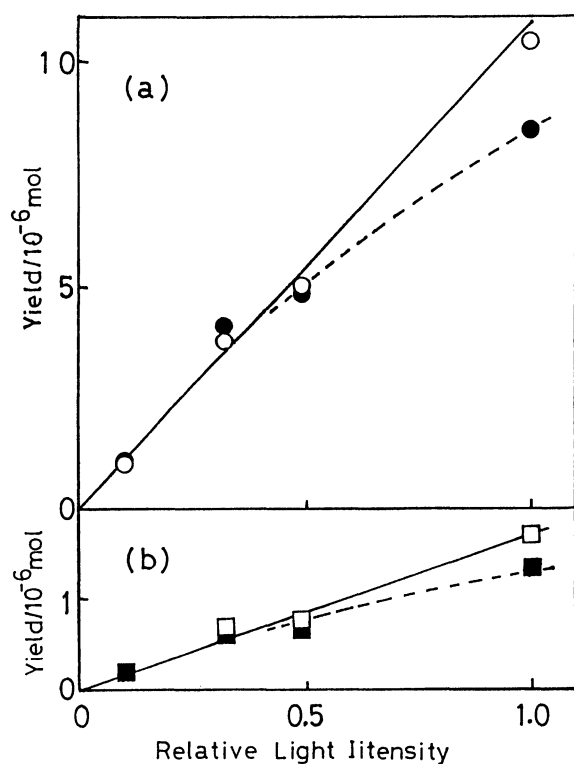 10
(a)
Yield/10⁻⁶mol
5
0
(b)
Yield/10⁻⁶mol
1
0
0 0.5 1.0
Relative Light Iitensity